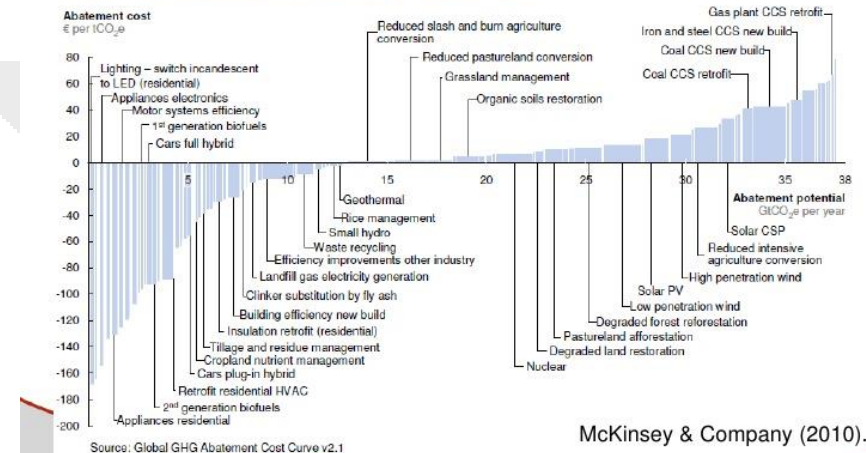 Abatement cost
€ per tCO2e
80
60
40
20
0
-20
-40
-60
-80
-100
-120
-140
-160
-180
-200
Lighting – switch incandescent
to LED (residential)
Appliances electronics
Motor systems efficiency
1st generation biofuels
Cars full hybrid
Reduced slash and burn agriculture
conversion
Reduced pastureland conversion
Grassland management
Organic soils restoration
Gas plant CCS retrofit
Iron and steel CCS new build
Coal CCS new build
Coal CCS retrofit
5
10
15
20
25
30
35
38
Abatement potential
GtCO2e per year
Geothermal
Rice management
Small hydro
Waste recycling
Efficiency improvements other industry
Landfill gas electricity generation
Clinker substitution by fly ash
Building efficiency new build
Insulation retrofit (residential)
Tillage and residue management
Cropland nutrient management
Cars plug-in hybrid
Retrofit residential HVAC
2nd generation biofuels
Appliances residential
Solar CSP
Reduced intensive
agriculture conversion
High penetration wind
Solar PV
Low penetration wind
Degraded forest reforestation
Pastureland afforestation
Degraded land restoration
Nuclear
Source: Global GHG Abatement Cost Curve v2.1
McKinsey & Company (2010).